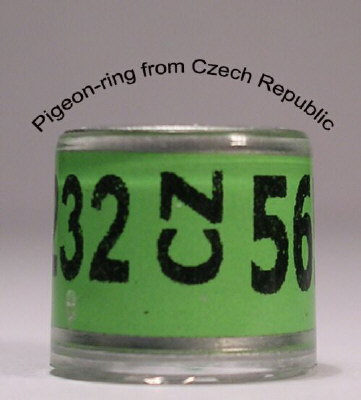 Pigeon-ring from Czech Republic
32 CZ 56